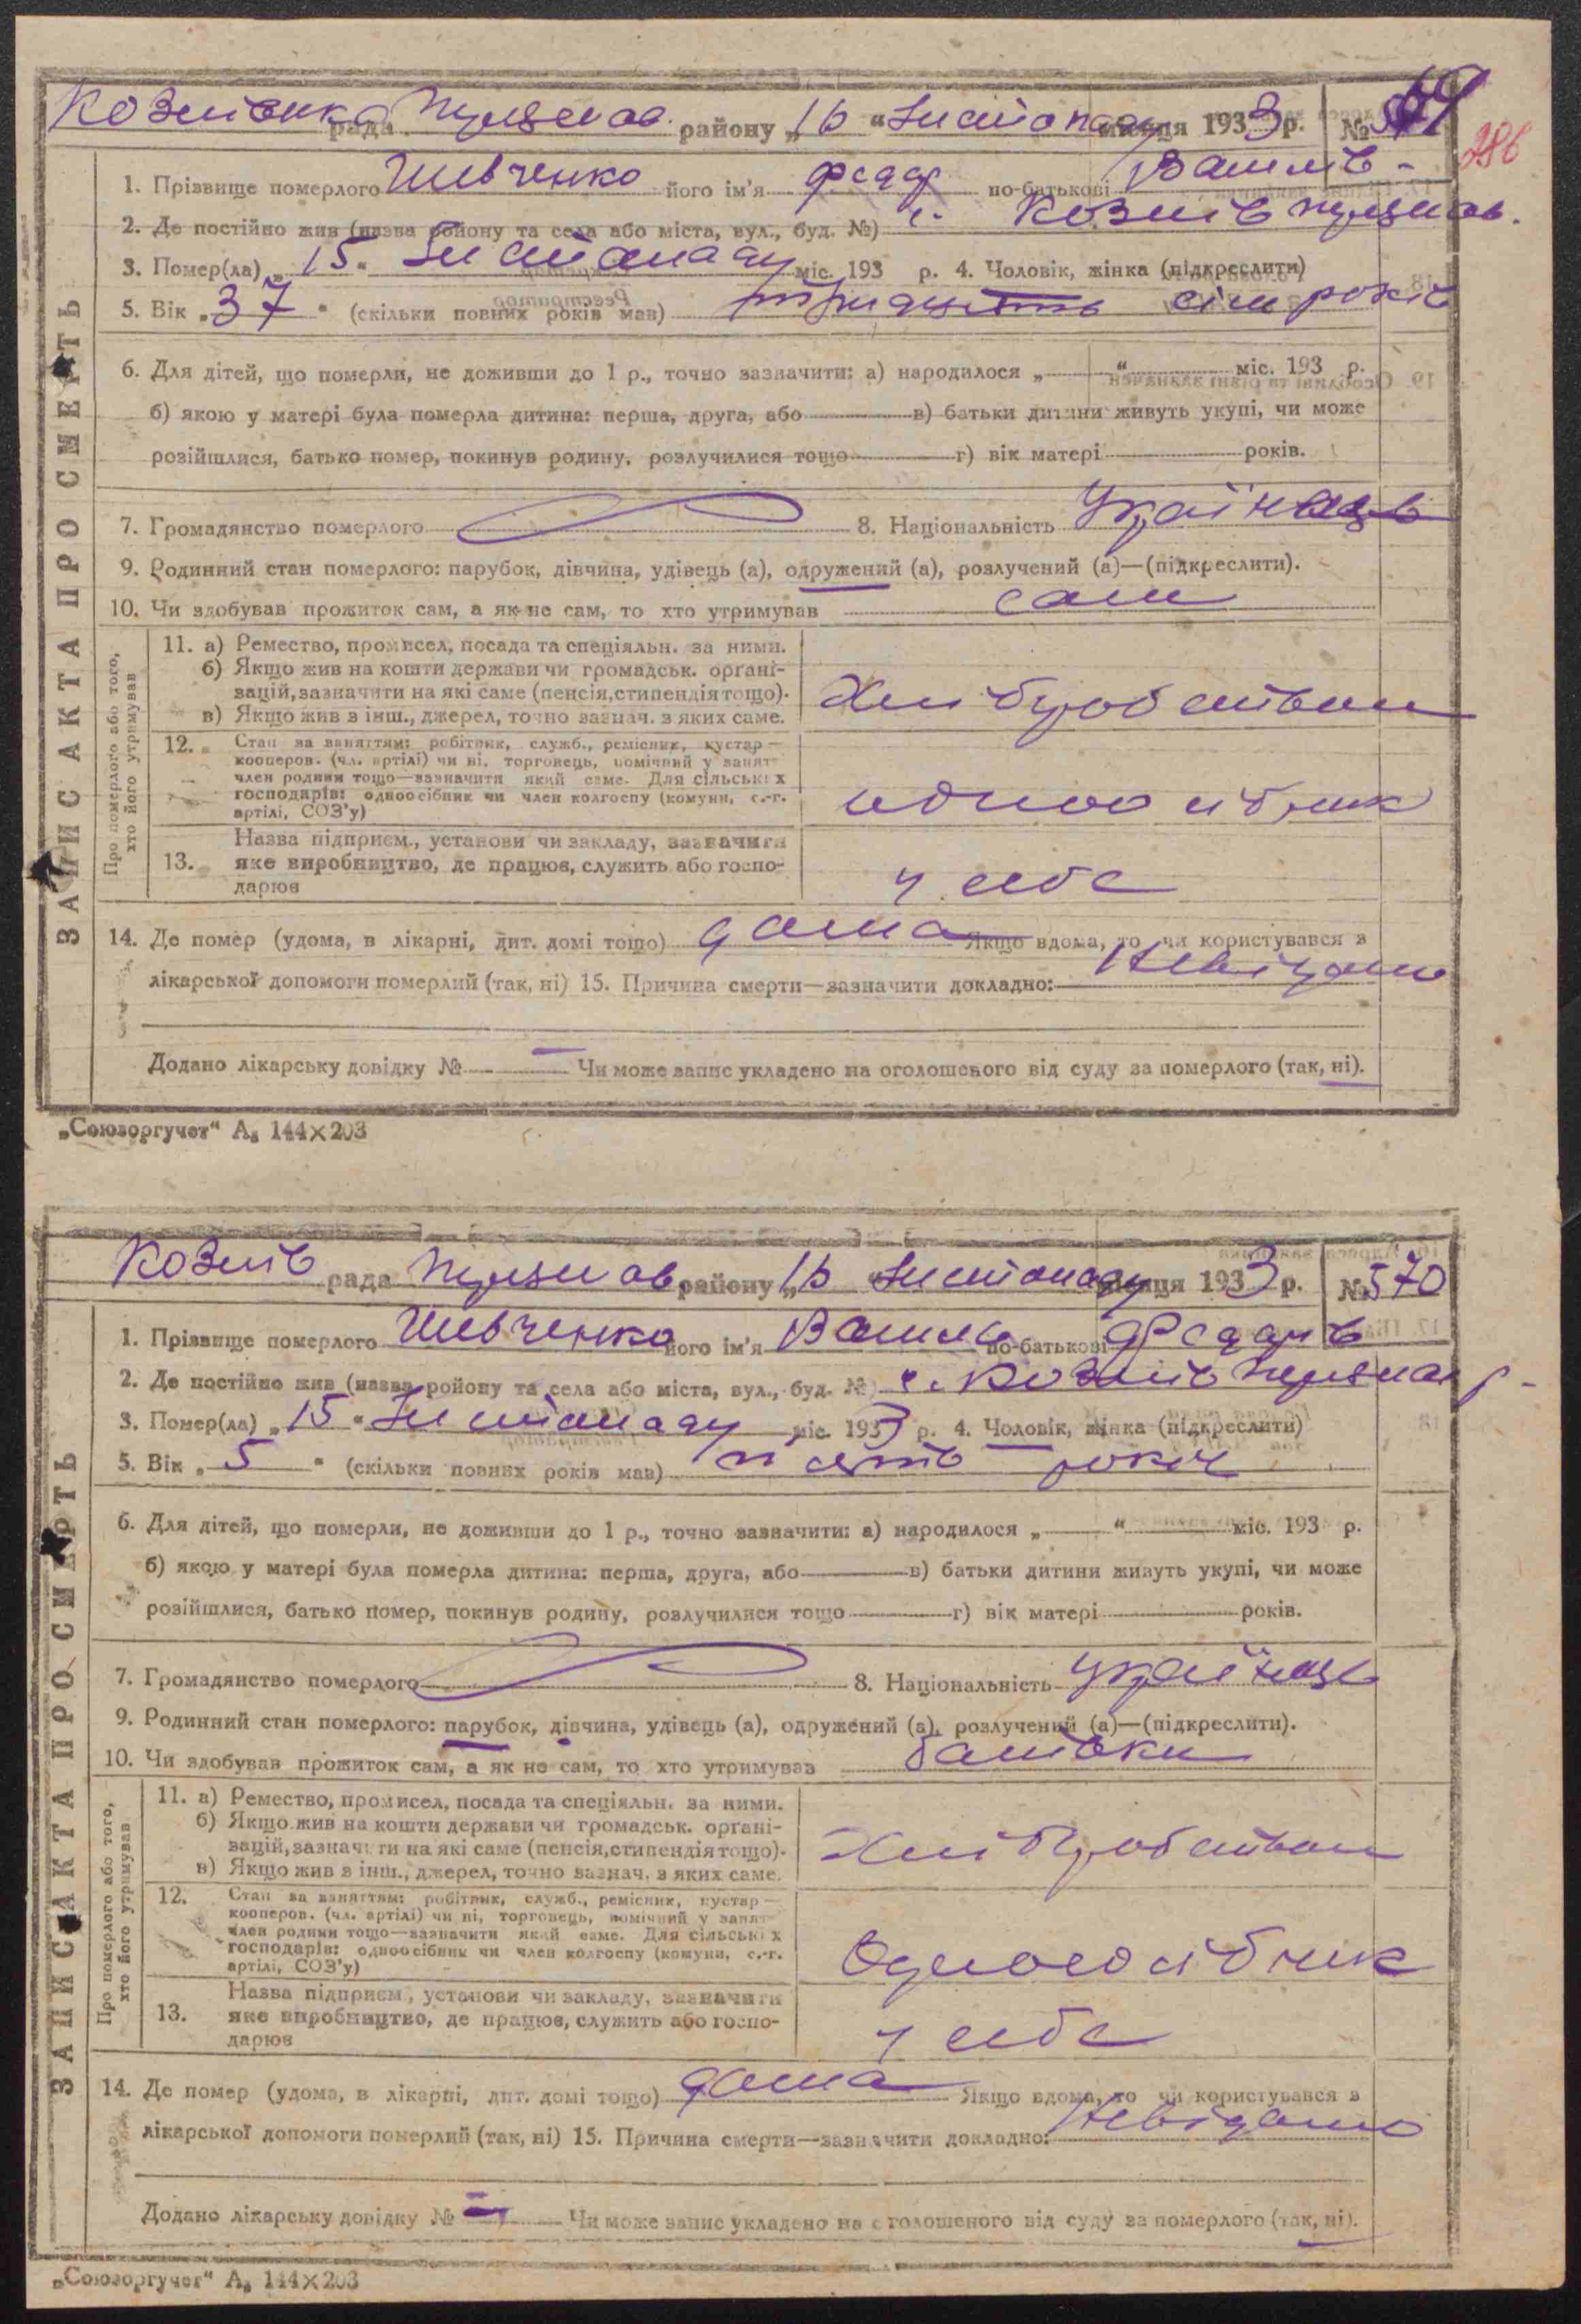 рада району „16 “ Листопаду місяця 1933 р. №
286
1. Прізвище померлого Шевченко його ім'я Федор по-батькові Василів
2. Де постійно жив (назва ройону та села або міста, вул., буд. №) с.
3. Помер(ла) „15“ Листопаду міс. 193 р. 4. Чоловік, жінка (підкреслити)
5. Вік „37“ (скільки повних років мав) тридцять сім років
6. Для дітей, що померли, не доживши до 1 р., точно зазначити: а) народилося „ “ міс. 193 р.
б) якою у матері була померла дитина: перша, друга, або в) батьки дитини живуть укупі, чи може
розійшлися, батько помер, покинув родину, розлучилися тощо г) вік матері років.
7. Громадянство померлого 8. Національність Українець
9. Родинний стан померлого: парубок, дівчина, удівець (а), одружений (а), розлучений (а)—(підкреслити).
10. Чи здобував прожиток сам, а як не сам, то хто утримував сам
ЗАПИС АКТА ПРО СМЕРТЬ
Про померлого або того, хто його утримував
11. а) Ремество, промисел, посада та спеціяльн. за ними.
б) Якщо жив на кошти держави чи громадськ. орґані-
зацій, зазначити на які саме (пенсія, стипендія тощо).
в) Якщо жив з інш., джерел, точно зазнач. з яких саме.
Хліборобством
12. Стан за заняттям: робітник, служб., ремісник, кустар —
кооперов. (чл. артілі) чи ні, торговець, помічний у занят-
член родини тощо—зазначити який саме. Для сільських
господарів: одноосібник чи член колгоспу (комуни, с.-г.
артілі, СОЗ'у)
одноосібник
Назва підприєм., установи чи закладу, зазначити
13. яке виробництво, де працює, служить або госпо-
дарює
у себе
14. Де помер (удома, в лікарні, дит. домі тощо) дома Якщо вдома, то чи користувався з
лікарської допомоги померлий (так, ні) 15. Причина смерти—зазначити докладно: Невідомо
Додано лікарську довідку № — Чи може запис укладено на оголошеного від суду за померлого (так, ні).
„Союзоргучет“ А₅ 144×203
Козлів рада району „16 “ Листопаду місяця 1933 р. № 570
1. Прізвище померлого Шевченко його ім'я Василь по-батькові Федорів
2. Де постійно жив (назва ройону та села або міста, вул., буд. №) с. Козлів
3. Помер(ла) „15“ Листопаду міс. 1933 р. 4. Чоловік, жінка (підкреслити)
5. Вік „5“ (скільки повних років мав) п'ять років
6. Для дітей, що померли, не доживши до 1 р., точно зазначити: а) народилося „ “ міс. 193 р.
б) якою у матері була померла дитина: перша, друга, або в) батьки дитини живуть укупі, чи може
розійшлися, батько помер, покинув родину, розлучилися тощо г) вік матері років.
7. Громадянство померлого 8. Національність українець
9. Родинний стан померлого: парубок, дівчина, удівець (а), одружений (а), розлучений (а)—(підкреслити).
10. Чи здобував прожиток сам, а як не сам, то хто утримував батьки
ЗАПИС АКТА ПРО СМЕРТЬ
Про померлого або того, хто його утримував
11. а) Ремество, промисел, посада та спеціяльн. за ними.
б) Якщо жив на кошти держави чи громадськ. орґані-
зацій, зазначити на які саме (пенсія, стипендія тощо).
в) Якщо жив з інш., джерел, точно зазнач. з яких саме.
Хліборобством
12. Стан за заняттям: робітник, служб., ремісник, кустар —
кооперов. (чл. артілі) чи ні, торговець, помічний у занят-
член родини тощо—зазначити який саме. Для сільських
господарів: одноосібник чи член колгоспу (комуни, с.-г.
артілі, СОЗ'у)
Одноосібник
Назва підприєм., установи чи закладу, зазначити
13. яке виробництво, де працює, служить або госпо-
дарює
у себе
14. Де помер (удома, в лікарні, дит. домі тощо) дома Якщо вдома, то чи користувався з
лікарської допомоги померлий (так, ні) 15. Причина смерти—зазначити докладно: Невідомо
Додано лікарську довідку № — Чи може запис укладено на оголошеного від суду за померлого (так, ні).
„Союзоргучет“ А₅ 144×203